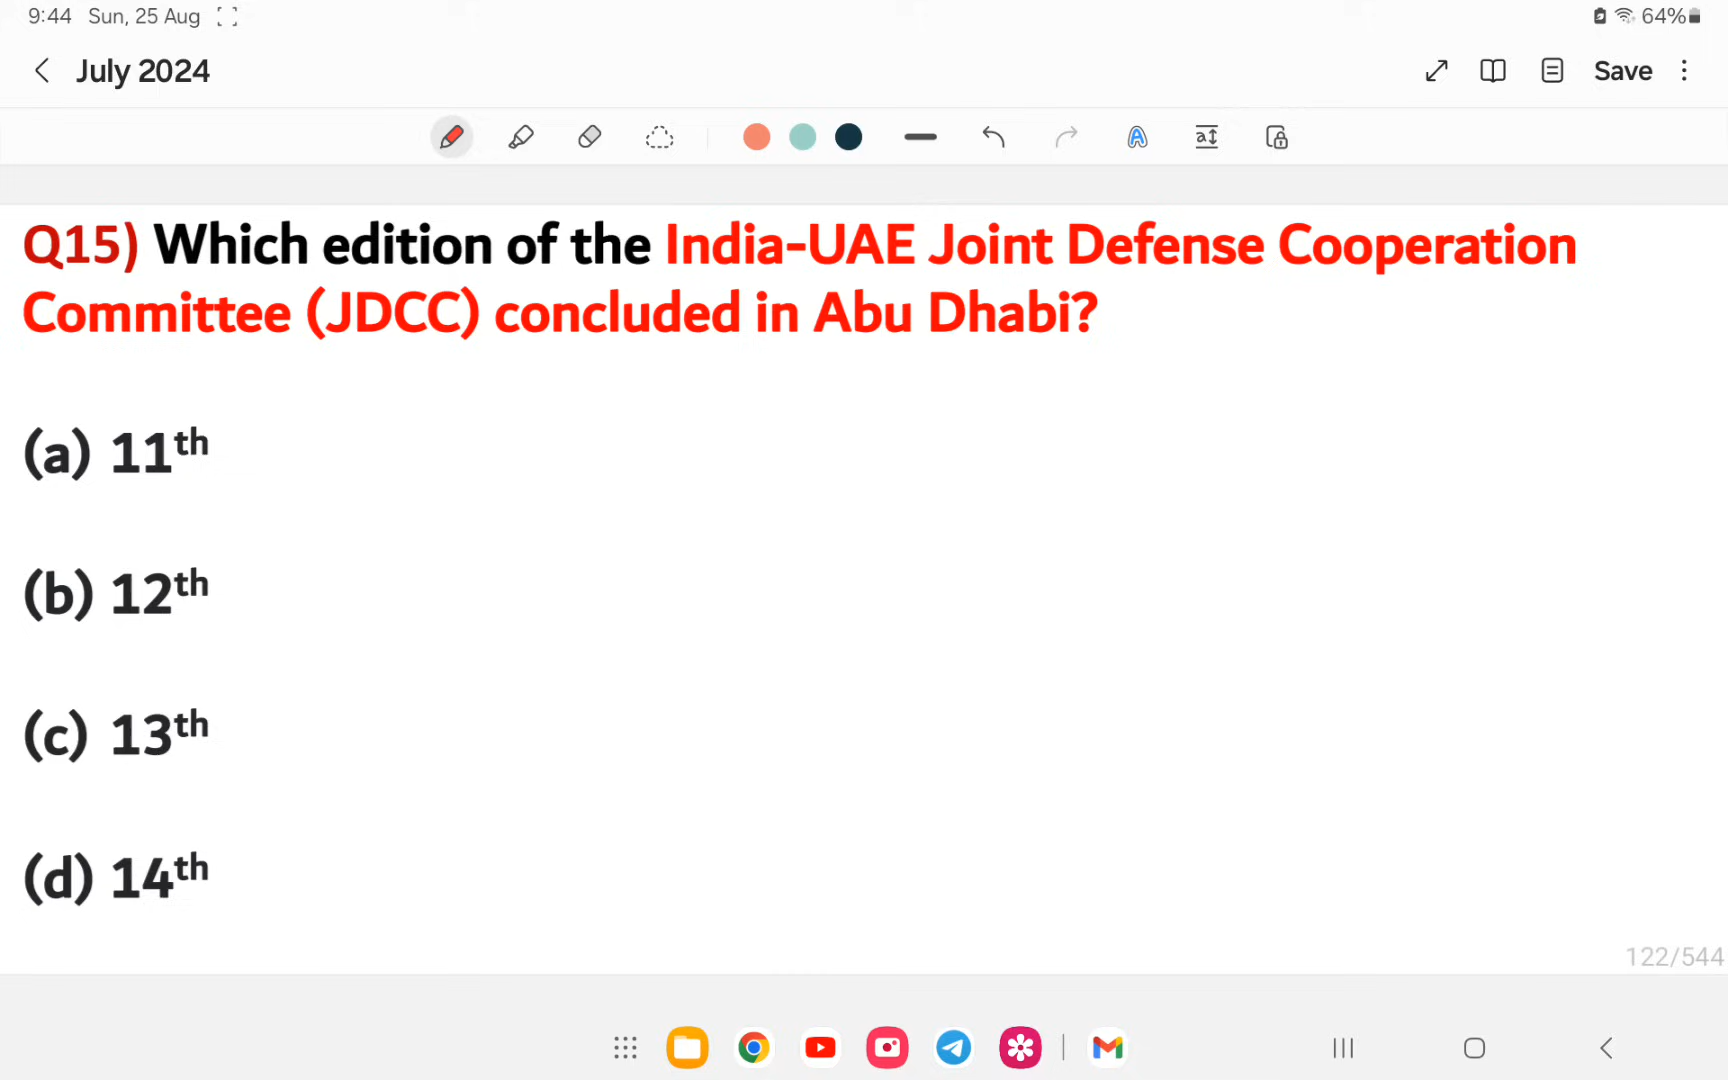 9:44 Sun, 25 Aug 64%
July 2024 Save
Q15) Which edition of the India-UAE Joint Defense Cooperation
Committee (JDCC) concluded in Abu Dhabi?
(a) 11th
(b) 12th
(c) 13th
(d) 14th
122/544